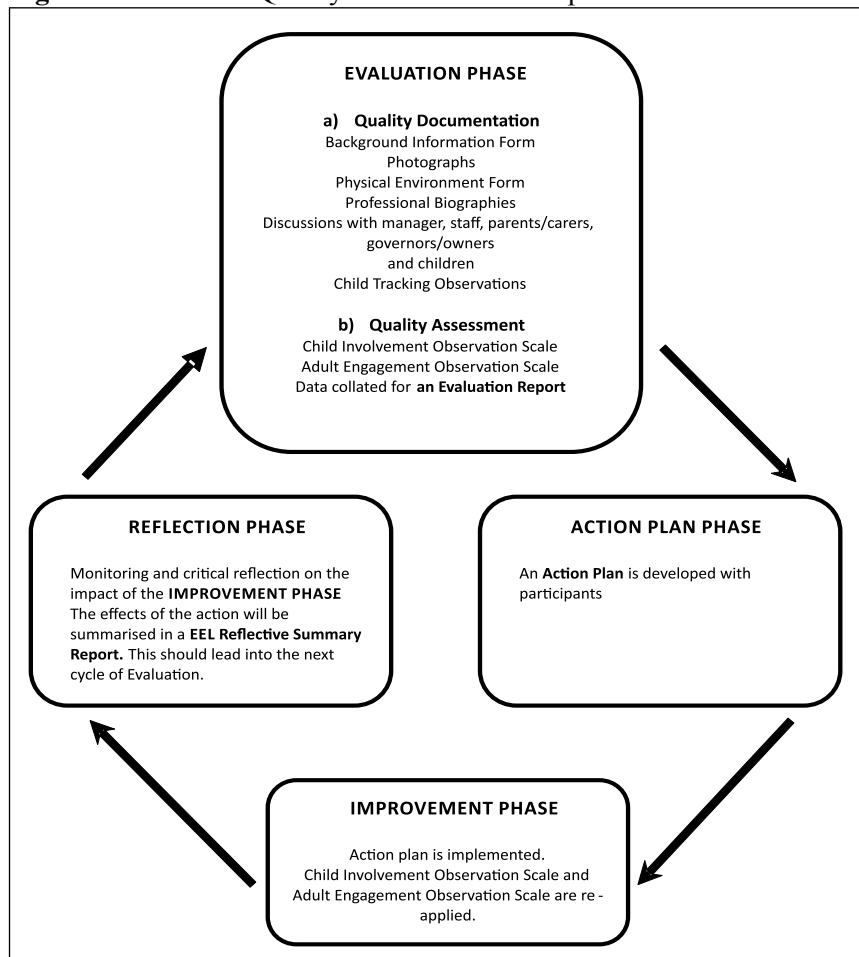 EVALUATION PHASE
a) Quality Documentation
Background Information Form
Photographs
Physical Environment Form
Professional Biographies
Discussions with manager, staff, parents/carers,
governors/owners
and children
Child Tracking Observations
b) Quality Assessment
Child Involvement Observation Scale
Adult Engagement Observation Scale
Data collated for an Evaluation Report
REFLECTION PHASE
Monitoring and critical reflection on the
impact of the IMPROVEMENT PHASE
The effects of the action will be
summarised in a EEL Reflective Summary
Report. This should lead into the next
cycle of Evaluation.
ACTION PLAN PHASE
An Action Plan is developed with
participants
IMPROVEMENT PHASE
Action plan is implemented.
Child Involvement Observation Scale and
Adult Engagement Observation Scale are re -
applied.